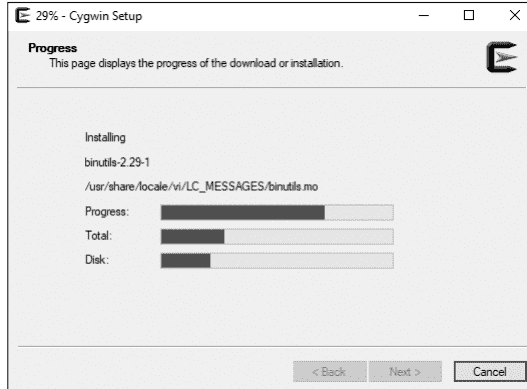 29% - Cygwin Setup
Progress
This page displays the progress of the download or installation.
Installing
binutils-2.29-1
/usr/share/locale/vi/LC_MESSAGES/binutils.mo
Progress:
Total:
Disk:
< Back Next > Cancel